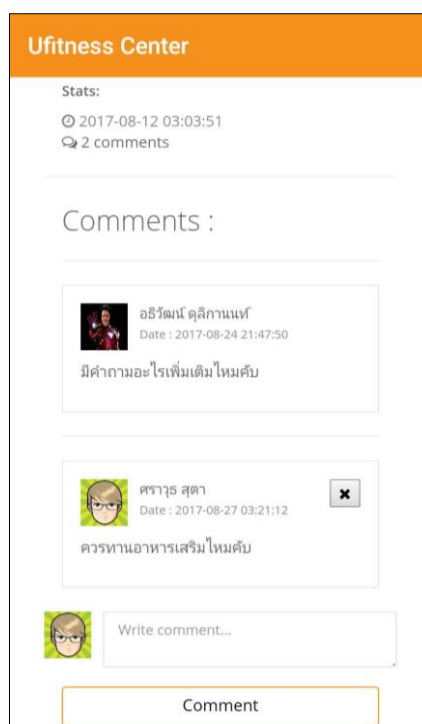 Ufitness Center
Stats:
2017-08-12 03:03:51
2 comments
Comments :
อธิวัฒน์ ดุลิกานนท์
Date : 2017-08-24 21:47:50
มีคำถามอะไรเพิ่มเติมไหมคับ
ศราวุธ สุตา
Date : 2017-08-27 03:21:12
ควรทานอาหารเสริมไหมคับ
Write comment...
Comment